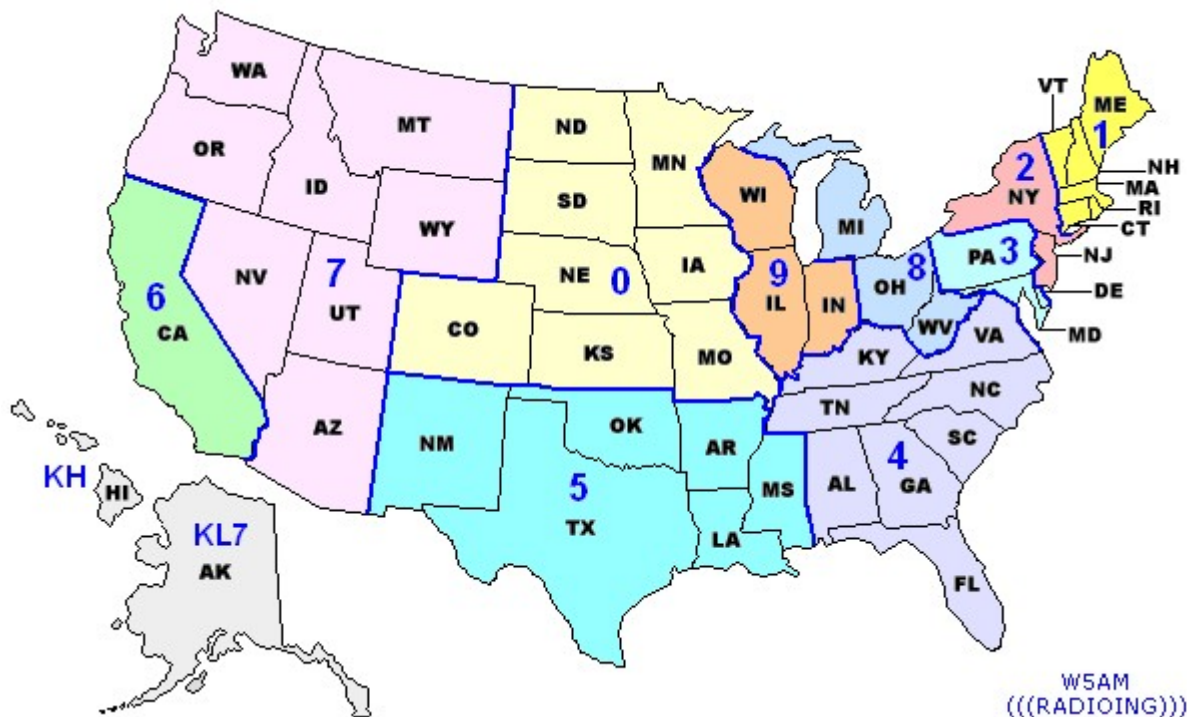 VT
WA
ME
MT
ND
1
OR
MN
2
NH
ID
WI
NY
MA
SD
RI
WY
MI
CT
PA 3
NV
7
NE 0
IA
9
8
NJ
6
OH
DE
CA
UT
IL
IN
CO
WV
VA
MD
KS
MO
KY
NC
TN
AZ
OK
SC
NM
AR
4
KH
HI
5
MS
AL
GA
KL7
TX
LA
AK
FL
W5AM
(((RADIOING)))